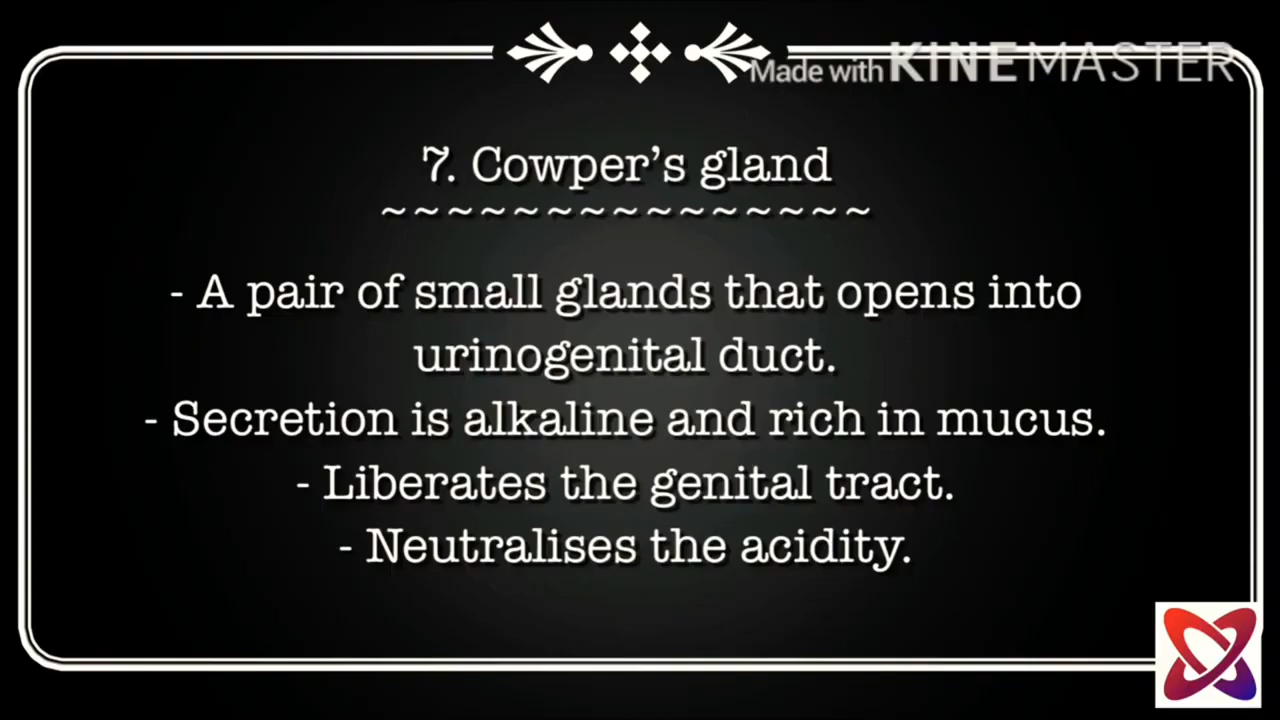 Made with KINEMASTER
7. Cowper's gland
~~~~~~~~~~~~~~~
- A pair of small glands that opens into
urinogenital duct.
- Secretion is alkaline and rich in mucus.
- Liberates the genital tract.
- Neutralises the acidity.